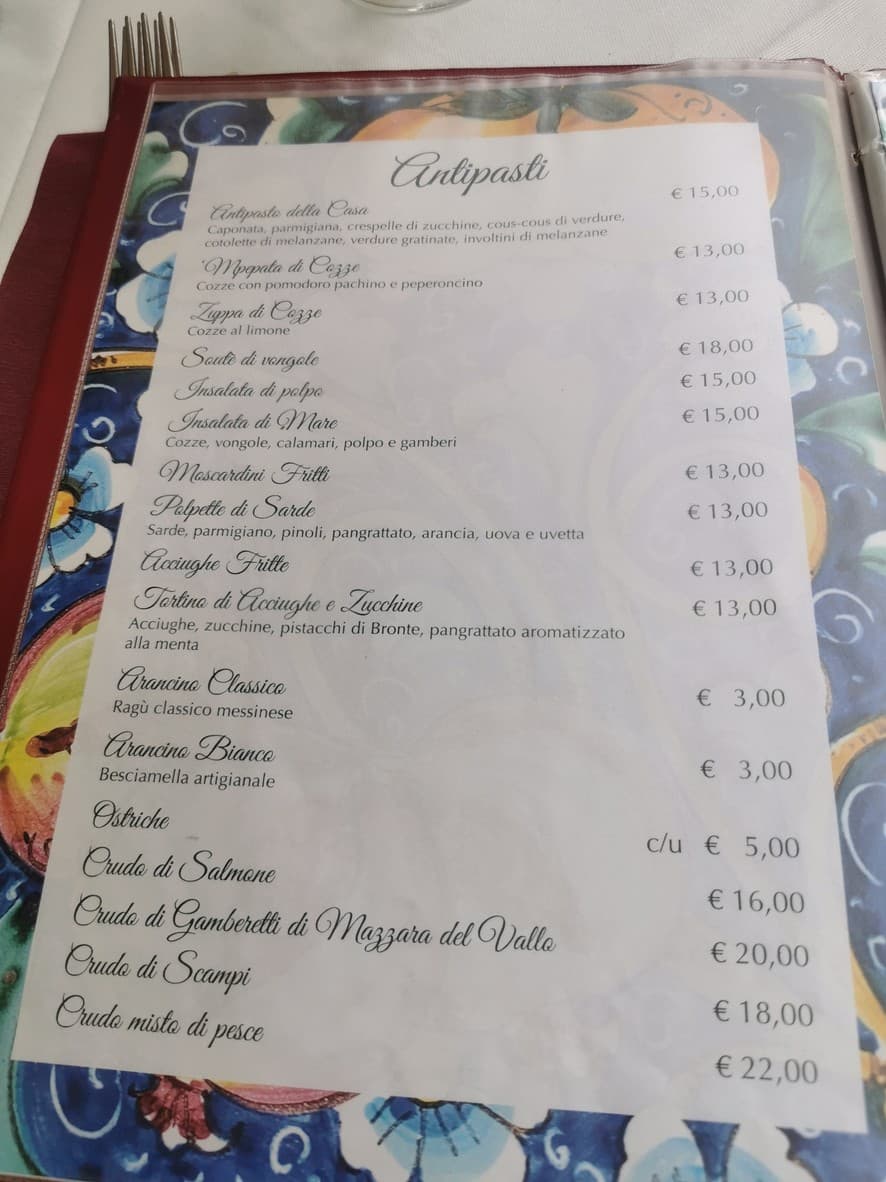 Antipasti
Antipasto della Casa € 15,00
Caponata, parmigiana, crespelle di zucchine, cous-cous di verdure,
cotolette di melanzane, verdure gratinate, involtini di melanzane
'Mpepata di Cozze € 13,00
Cozze con pomodoro pachino e peperoncino
Zuppa di Cozze € 13,00
Cozze al limone
Soutè di vongole € 18,00
Insalata di polpo € 15,00
Insalata di Mare € 15,00
Cozze, vongole, calamari, polpo e gamberi
Moscardini Fritti € 13,00
Polpette di Sarde € 13,00
Sarde, parmigiano, pinoli, pangrattato, arancia, uova e uvetta
Acciughe Fritte € 13,00
Tortino di Acciughe e Zucchine € 13,00
Acciughe, zucchine, pistacchi di Bronte, pangrattato aromatizzato
alla menta
Arancino Classico € 3,00
Ragù classico messinese
Arancino Bianco € 3,00
Besciamella artigianale
Ostriche c/u € 5,00
Crudo di Salmone € 16,00
Crudo di Gamberetti di Mazzara del Vallo € 20,00
Crudo di Scampi € 18,00
Crudo misto di pesce € 22,00